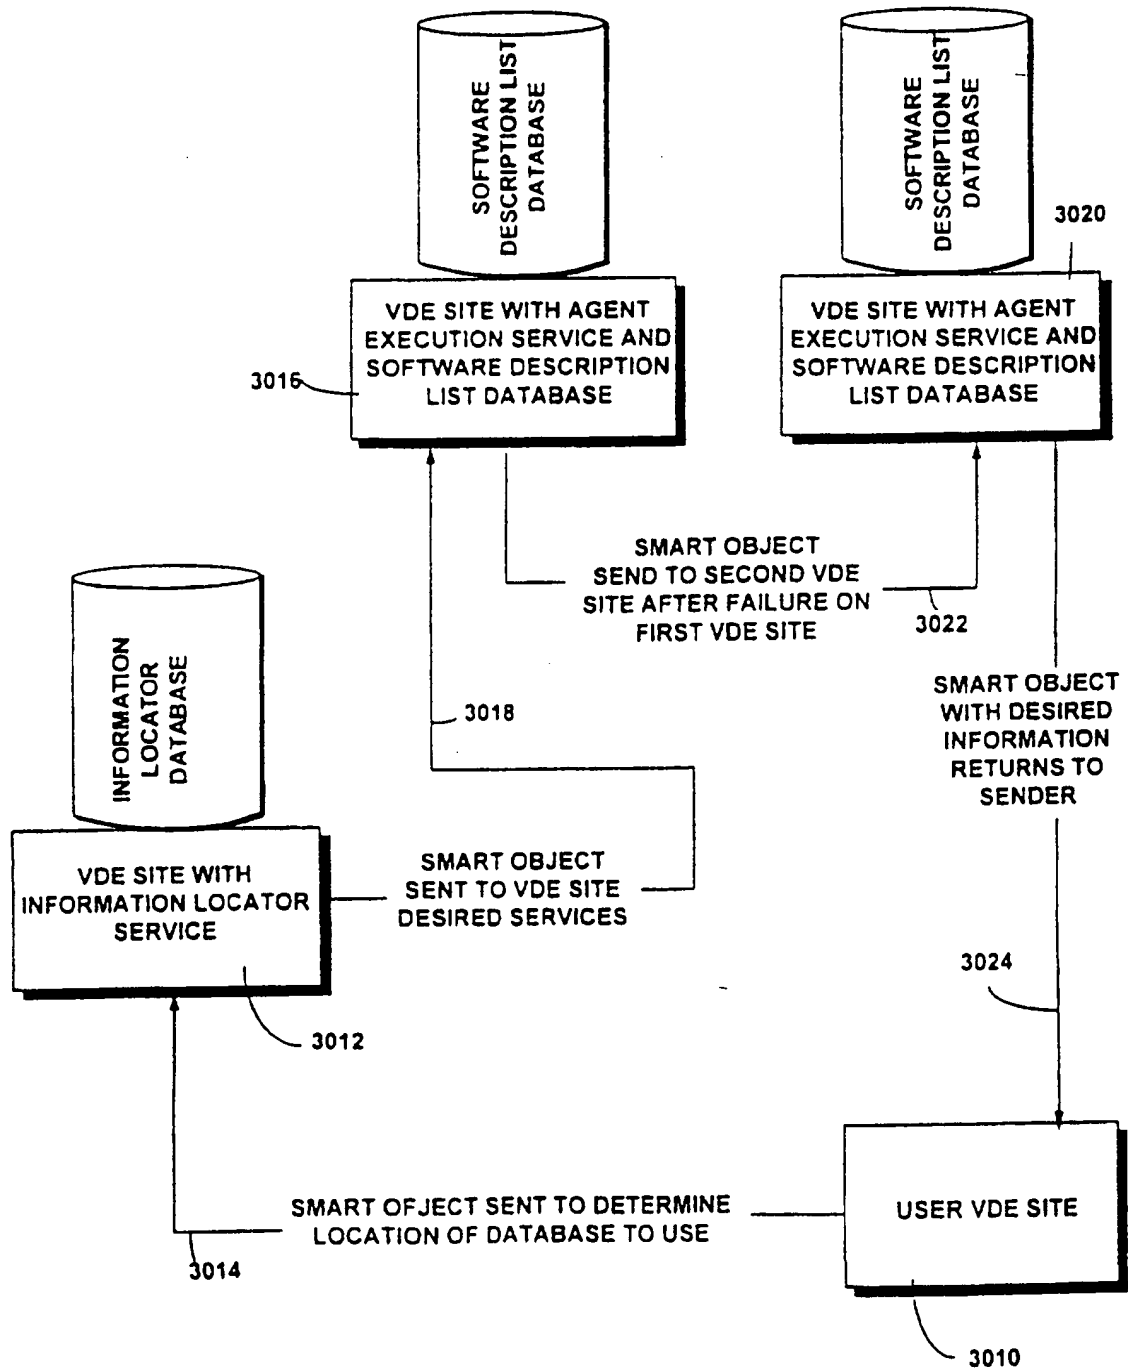 SOFTWARE
DESCRIPTION LIST
DATABASE
SOFTWARE
DESCRIPTION LIST
DATABASE
3020
VDE SITE WITH AGENT
EXECUTION SERVICE AND
SOFTWARE DESCRIPTION
LIST DATABASE
VDE SITE WITH AGENT
EXECUTION SERVICE AND
SOFTWARE DESCRIPTION
LIST DATABASE
3016
SMART OBJECT
SEND TO SECOND VDE
SITE AFTER FAILURE ON
FIRST VDE SITE
3022
INFORMATION
LOCATOR
DATABASE
3018
SMART OBJECT
WITH DESIRED
INFORMATION
RETURNS TO
SENDER
VDE SITE WITH
INFORMATION LOCATOR
SERVICE
SMART OBJECT
SENT TO VDE SITE
DESIRED SERVICES
3024
3012
SMART OFJECT SENT TO DETERMINE
LOCATION OF DATABASE TO USE
USER VDE SITE
3014
3010